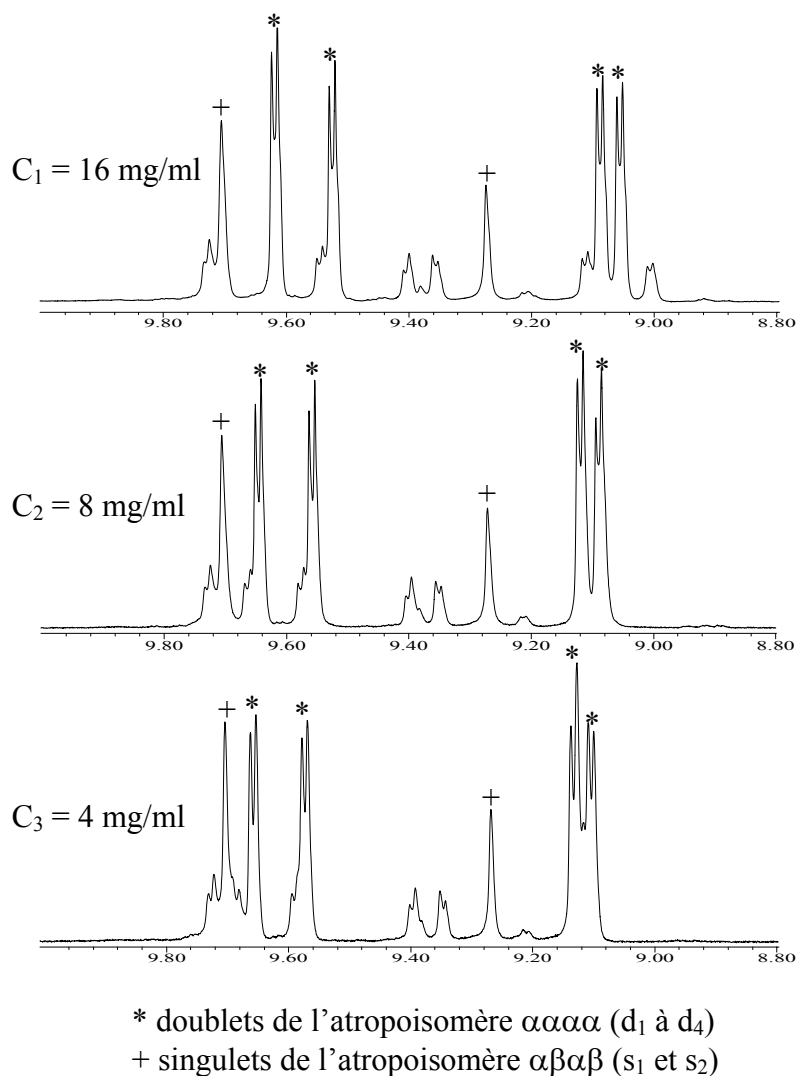 * * * *
+ +
C₁ = 16 mg/ml
9.80 9.60 9.40 9.20 9.00 8.80
* * * *
+ +
C₂ = 8 mg/ml
9.80 9.60 9.40 9.20 9.00 8.80
* * * *
+ +
C₃ = 4 mg/ml
9.80 9.60 9.40 9.20 9.00 8.80
* doublets de l’atropoisomère αααα (d₁ à d₄)
+ singulets de l’atropoisomère αβαβ (s₁ et s₂)